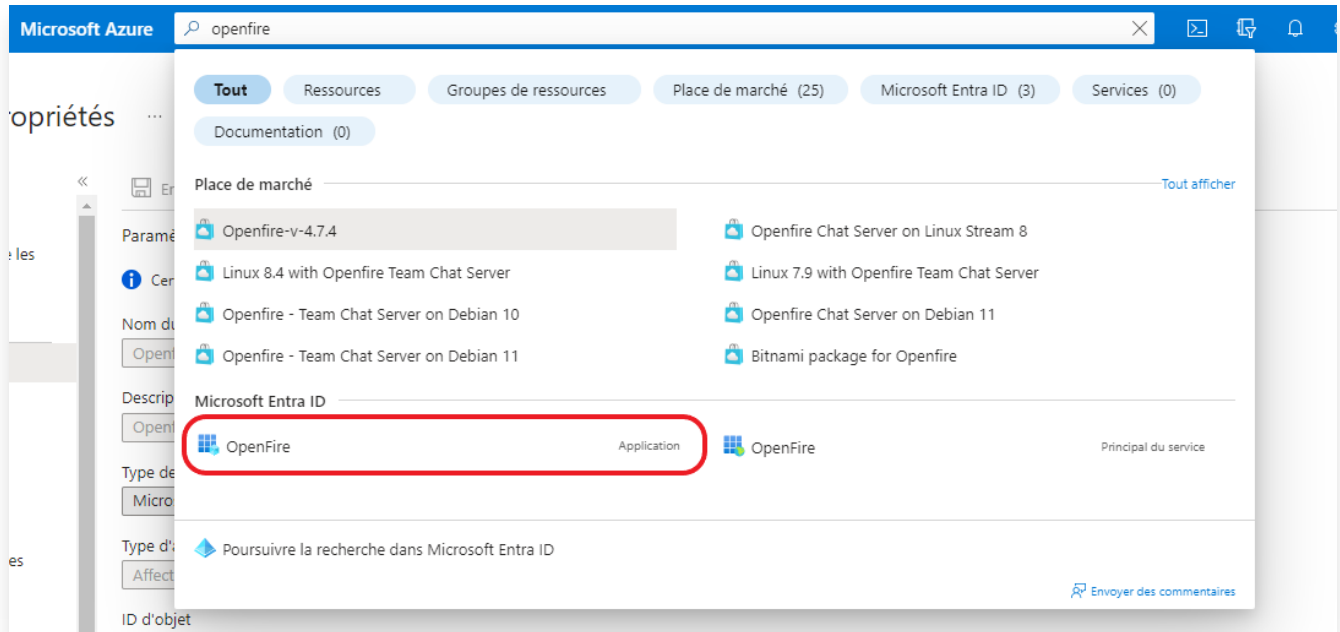 Microsoft Azure
openfire
Tout
Ressources
Groupes de ressources
Place de marché (25)
Microsoft Entra ID (3)
Services (0)
Documentation (0)
opriétés
...
Place de marché
Tout afficher
Openfire-v-4.7.4
Openfire Chat Server on Linux Stream 8
Linux 8.4 with Openfire Team Chat Server
Linux 7.9 with Openfire Team Chat Server
Openfire - Team Chat Server on Debian 10
Openfire Chat Server on Debian 11
Openfire - Team Chat Server on Debian 11
Bitnami package for Openfire
Microsoft Entra ID
OpenFire
Application
OpenFire
Principal du service
Poursuivre la recherche dans Microsoft Entra ID
Envoyer des commentaires
les
es
Er
Paramè
Cer
Nom du
Openf
Descrip
Openf
Type de
Micro
Type d'a
Affect
ID d'objet